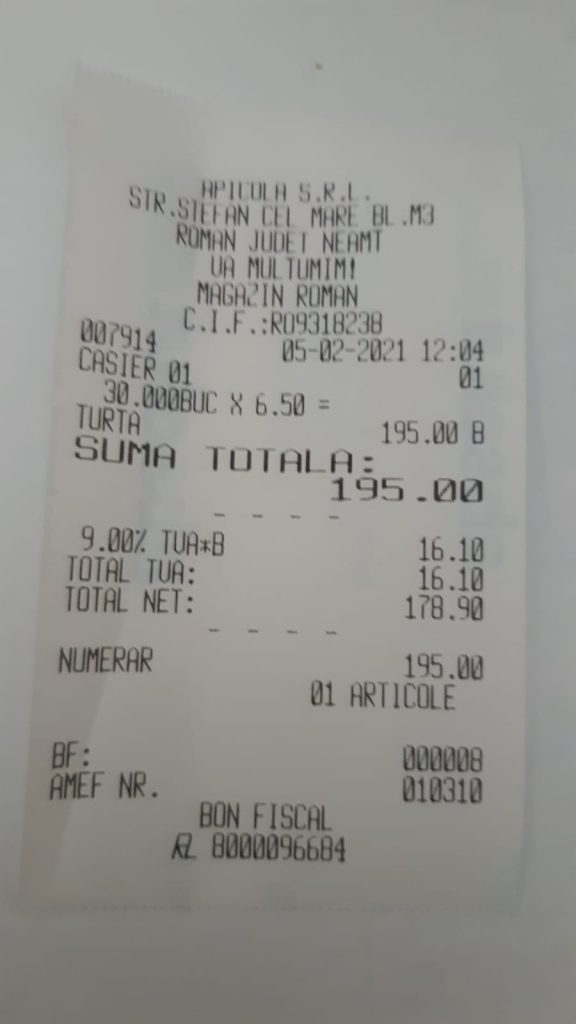 APICOLA S.R.L.
STR.STEFAN CEL MARE BL.M3
ROMAN JUDET NEAMT
VA MULTUMIM!
MAGAZIN ROMAN
C.I.F.:RO9318238
007914 05-02-2021 12:04
CASIER 01 01
30.000BUC X 6.50 =
TURTA 195.00 B
SUMA TOTALA:
195.00
- - - -
9.00% TVA*B 16.10
TOTAL TVA: 16.10
TOTAL NET: 178.90
- - - -
NUMERAR 195.00
01 ARTICOLE
BF: 000008
AMEF NR. 010310
BON FISCAL
8000096684